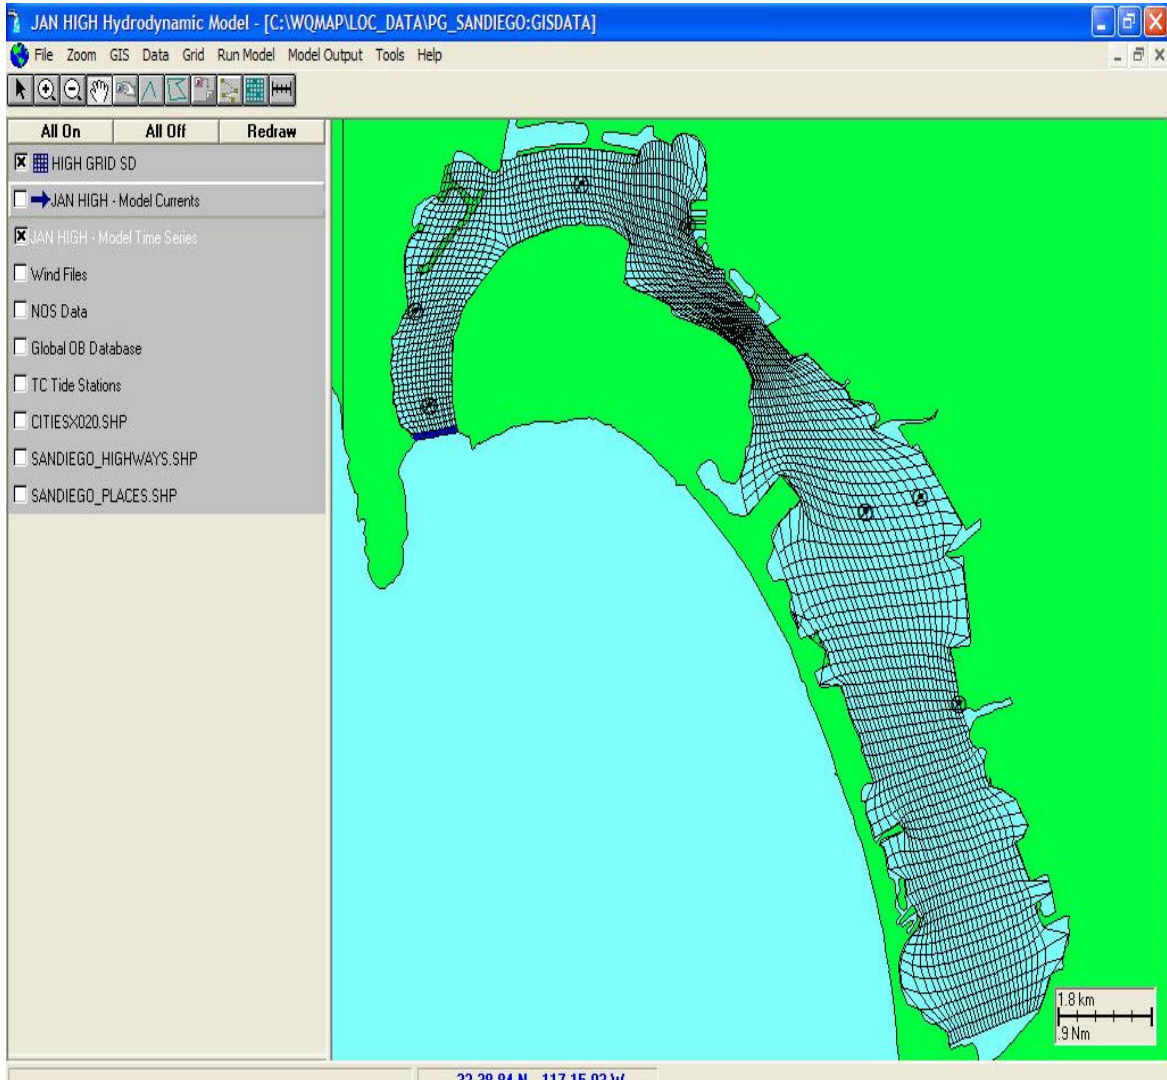 JAN HIGH Hydrodynamic Model - [C:\WQMAP\LOC_DATA\PG_SANDIEGO:GISDATA]
File Zoom GIS Data Grid Run Model Model Output Tools Help
All On All Off Redraw
HIGH GRID SD
JAN HIGH - Model Currents
JAN HIGH - Model Time Series
Wind Files
NOS Data
Global OB Database
TC Tide Stations
CITIESX020.SHP
SANDIEGO_HIGHWAYS.SHP
SANDIEGO_PLACES.SHP
1.8 km
.9 Nm